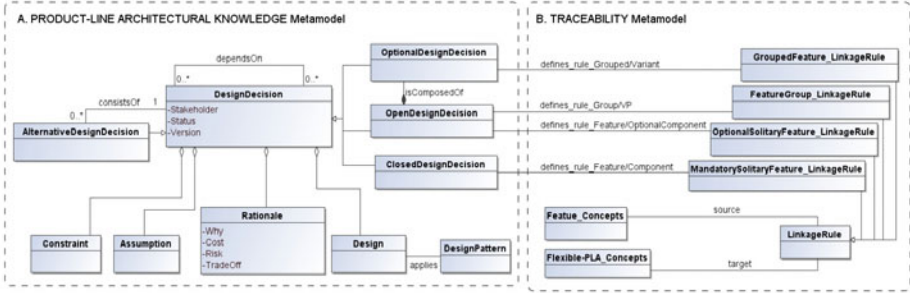 A. PRODUCT-LINE ARCHITECTURAL KNOWLEDGE Metamodel
dependsOn
0..*
0..*
DesignDecision
-Stakeholder
-Status
-Version
consistsOf
1
0..*
AlternativeDesignDecision
OptionalDesignDecision
isComposedOf
OpenDesignDecision
ClosedDesignDecision
Constraint
Assumption
Rationale
-Why
-Cost
-Risk
-TradeOff
Design
applies
DesignPattern
B. TRACEABILITY Metamodel
defines_rule_Grouped/Variant
GroupedFeature_LinkageRule
defines_rule_Group/VP
FeatureGroup_LinkageRule
defines_rule_Feature/OptionalComponent
OptionalSolitaryFeature_LinkageRule
defines_rule_Feature/Component
MandatorySolitaryFeature_LinkageRule
Featue_Concepts
source
LinkageRule
Flexible-PLA_Concepts
target